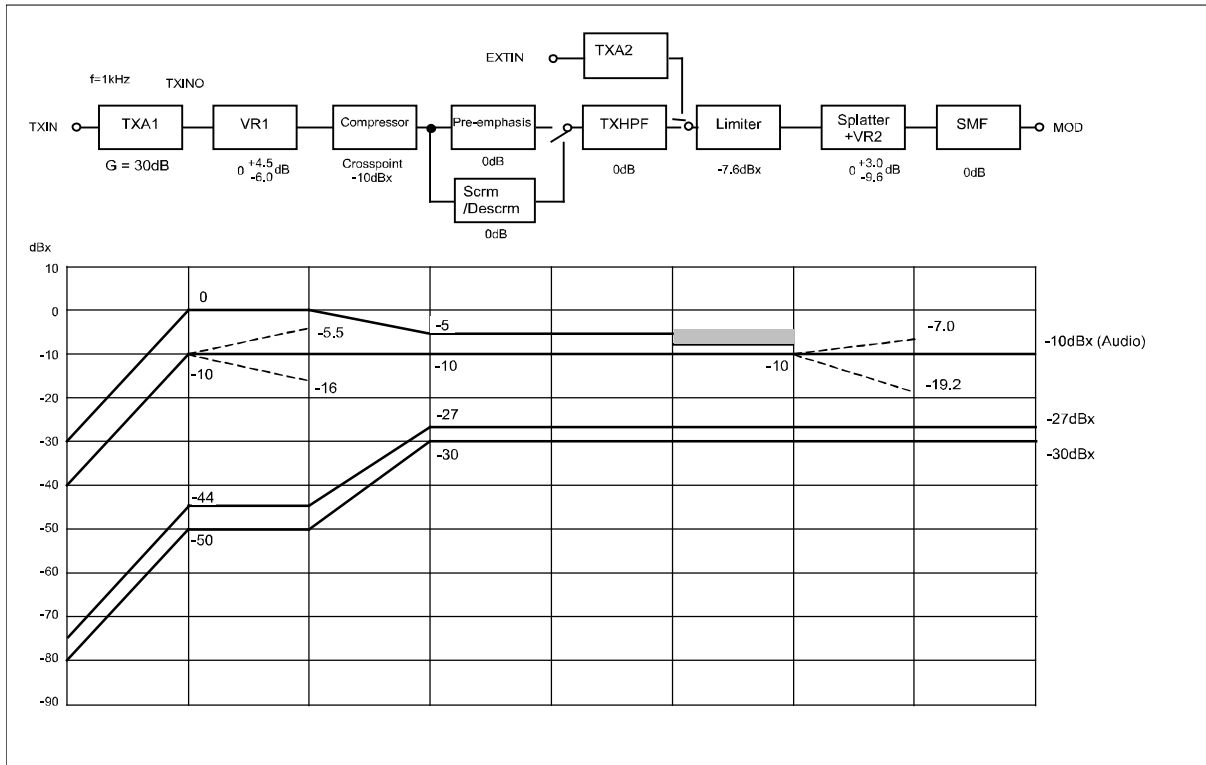 EXTIN
TXA2
f=1kHz
TXINO
TXIN
TXA1
VR1
Compressor
Pre-emphasis
TXHPF
Limiter
Splatter
+VR2
SMF
MOD
G = 30dB
0 +4.5 -6.0 dB
Crosspoint
-10dBx
0dB
0dB
-7.6dBx
0 +3.0 -9.6 dB
0dB
Scrm
/Descrm
0dB
dBx
10
0
-10
-20
-30
-40
-50
-60
-70
-80
-90
0
-5.5
-5
-7.0
-10dBx (Audio)
-10
-16
-10
-10
-19.2
-27
-27dBx
-30
-30dBx
-44
-50